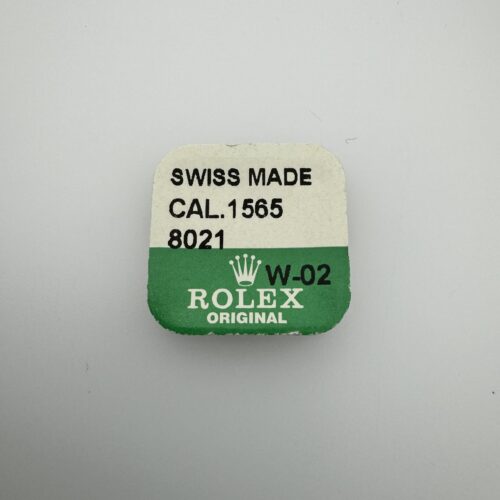 SWISS MADE
CAL.1565
8021
W-02
ROLEX
ORIGINAL